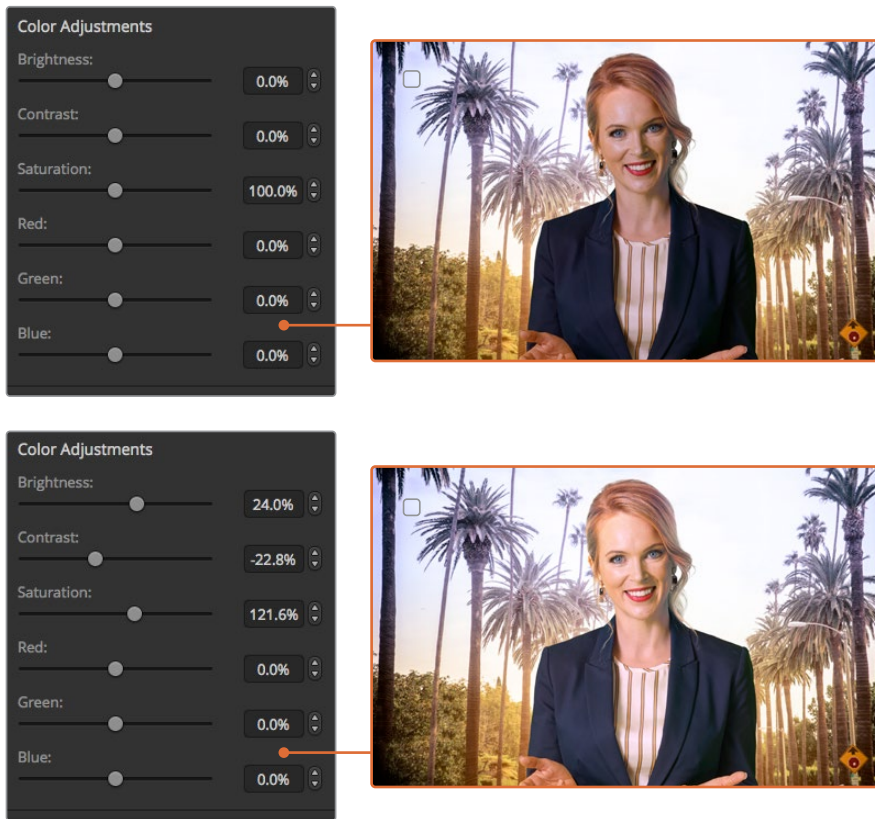 Color Adjustments
Brightness:
0.0%
Contrast:
0.0%
Saturation:
100.0%
Red:
0.0%
Green:
0.0%
Blue:
0.0%
Color Adjustments
Brightness:
24.0%
Contrast:
-22.8%
Saturation:
121.6%
Red:
0.0%
Green:
0.0%
Blue:
0.0%